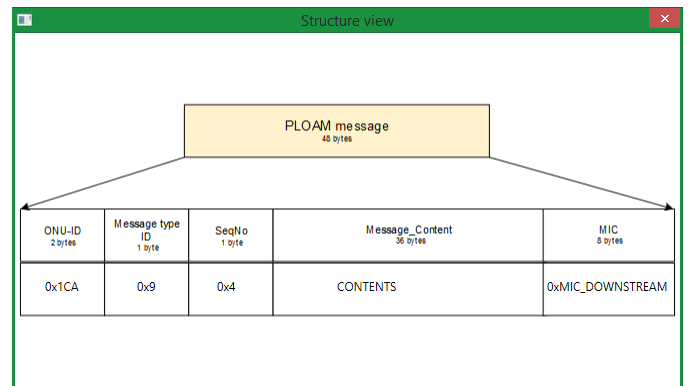 Structure view
PLOAM message
48 bytes
ONU-ID
2 bytes
Message type
ID
1 byte
SeqNo
1 byte
Message_Content
36 bytes
MIC
8 bytes
0x1CA
0x9
0x4
CONTENTS
0xMIC_DOWNSTREAM